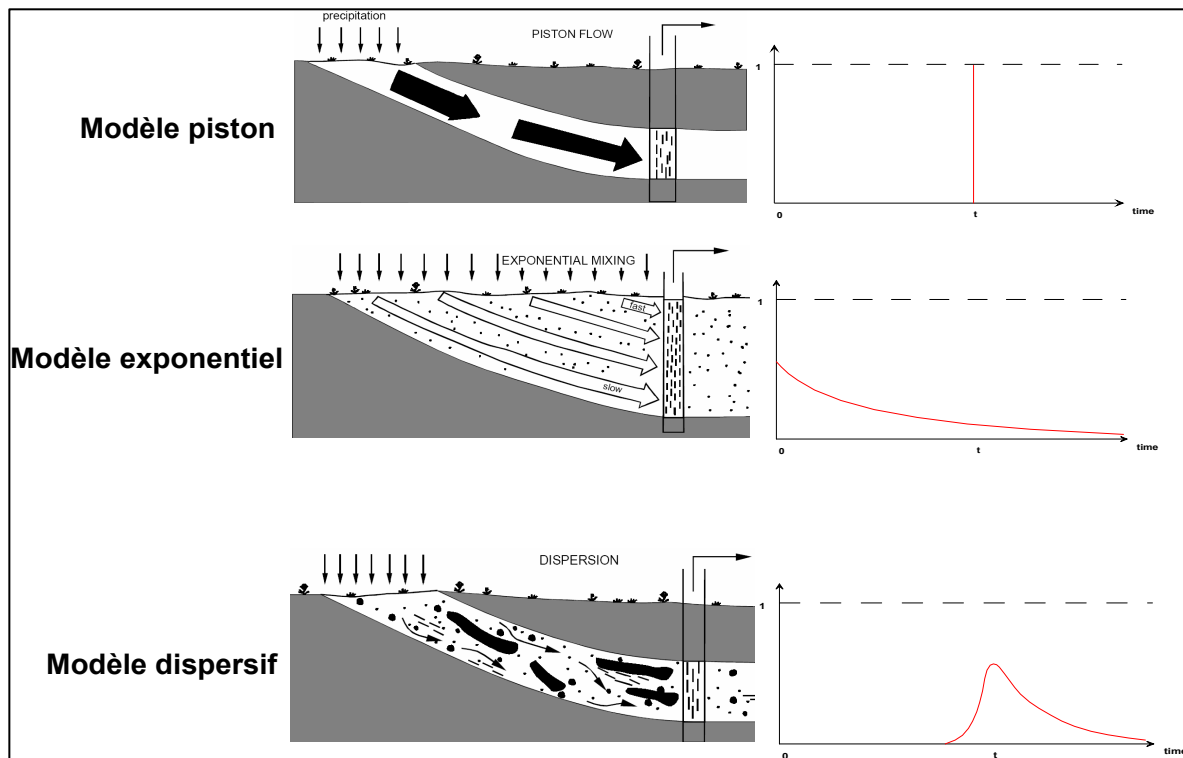 precipitation
PISTON FLOW
Modèle piston
1
0
t
time
EXPONENTIAL MIXING
fast
Modèle exponentiel
slow
1
0
t
time
DISPERSION
Modèle dispersif
1
0
t
time